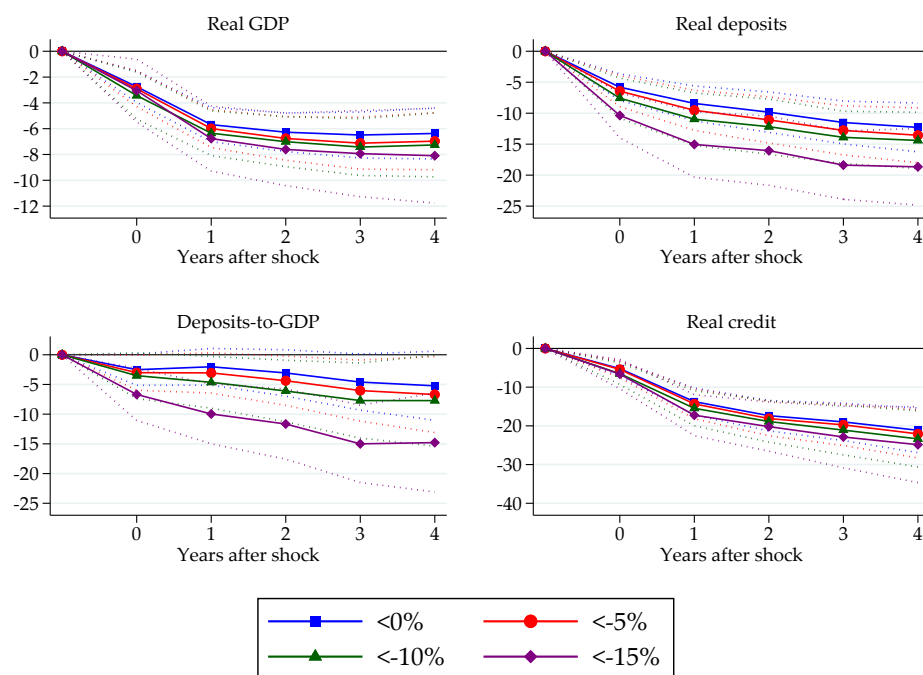 Real GDP
0
-2
-4
-6
-8
-10
-12
0 1 2 3 4
Years after shock
Real deposits
0
-5
-10
-15
-20
-25
0 1 2 3 4
Years after shock
Deposits-to-GDP
0
-5
-10
-15
-20
-25
0 1 2 3 4
Years after shock
Real credit
0
-10
-20
-30
-40
0 1 2 3 4
Years after shock
<0% <-5%
<-10% <-15%